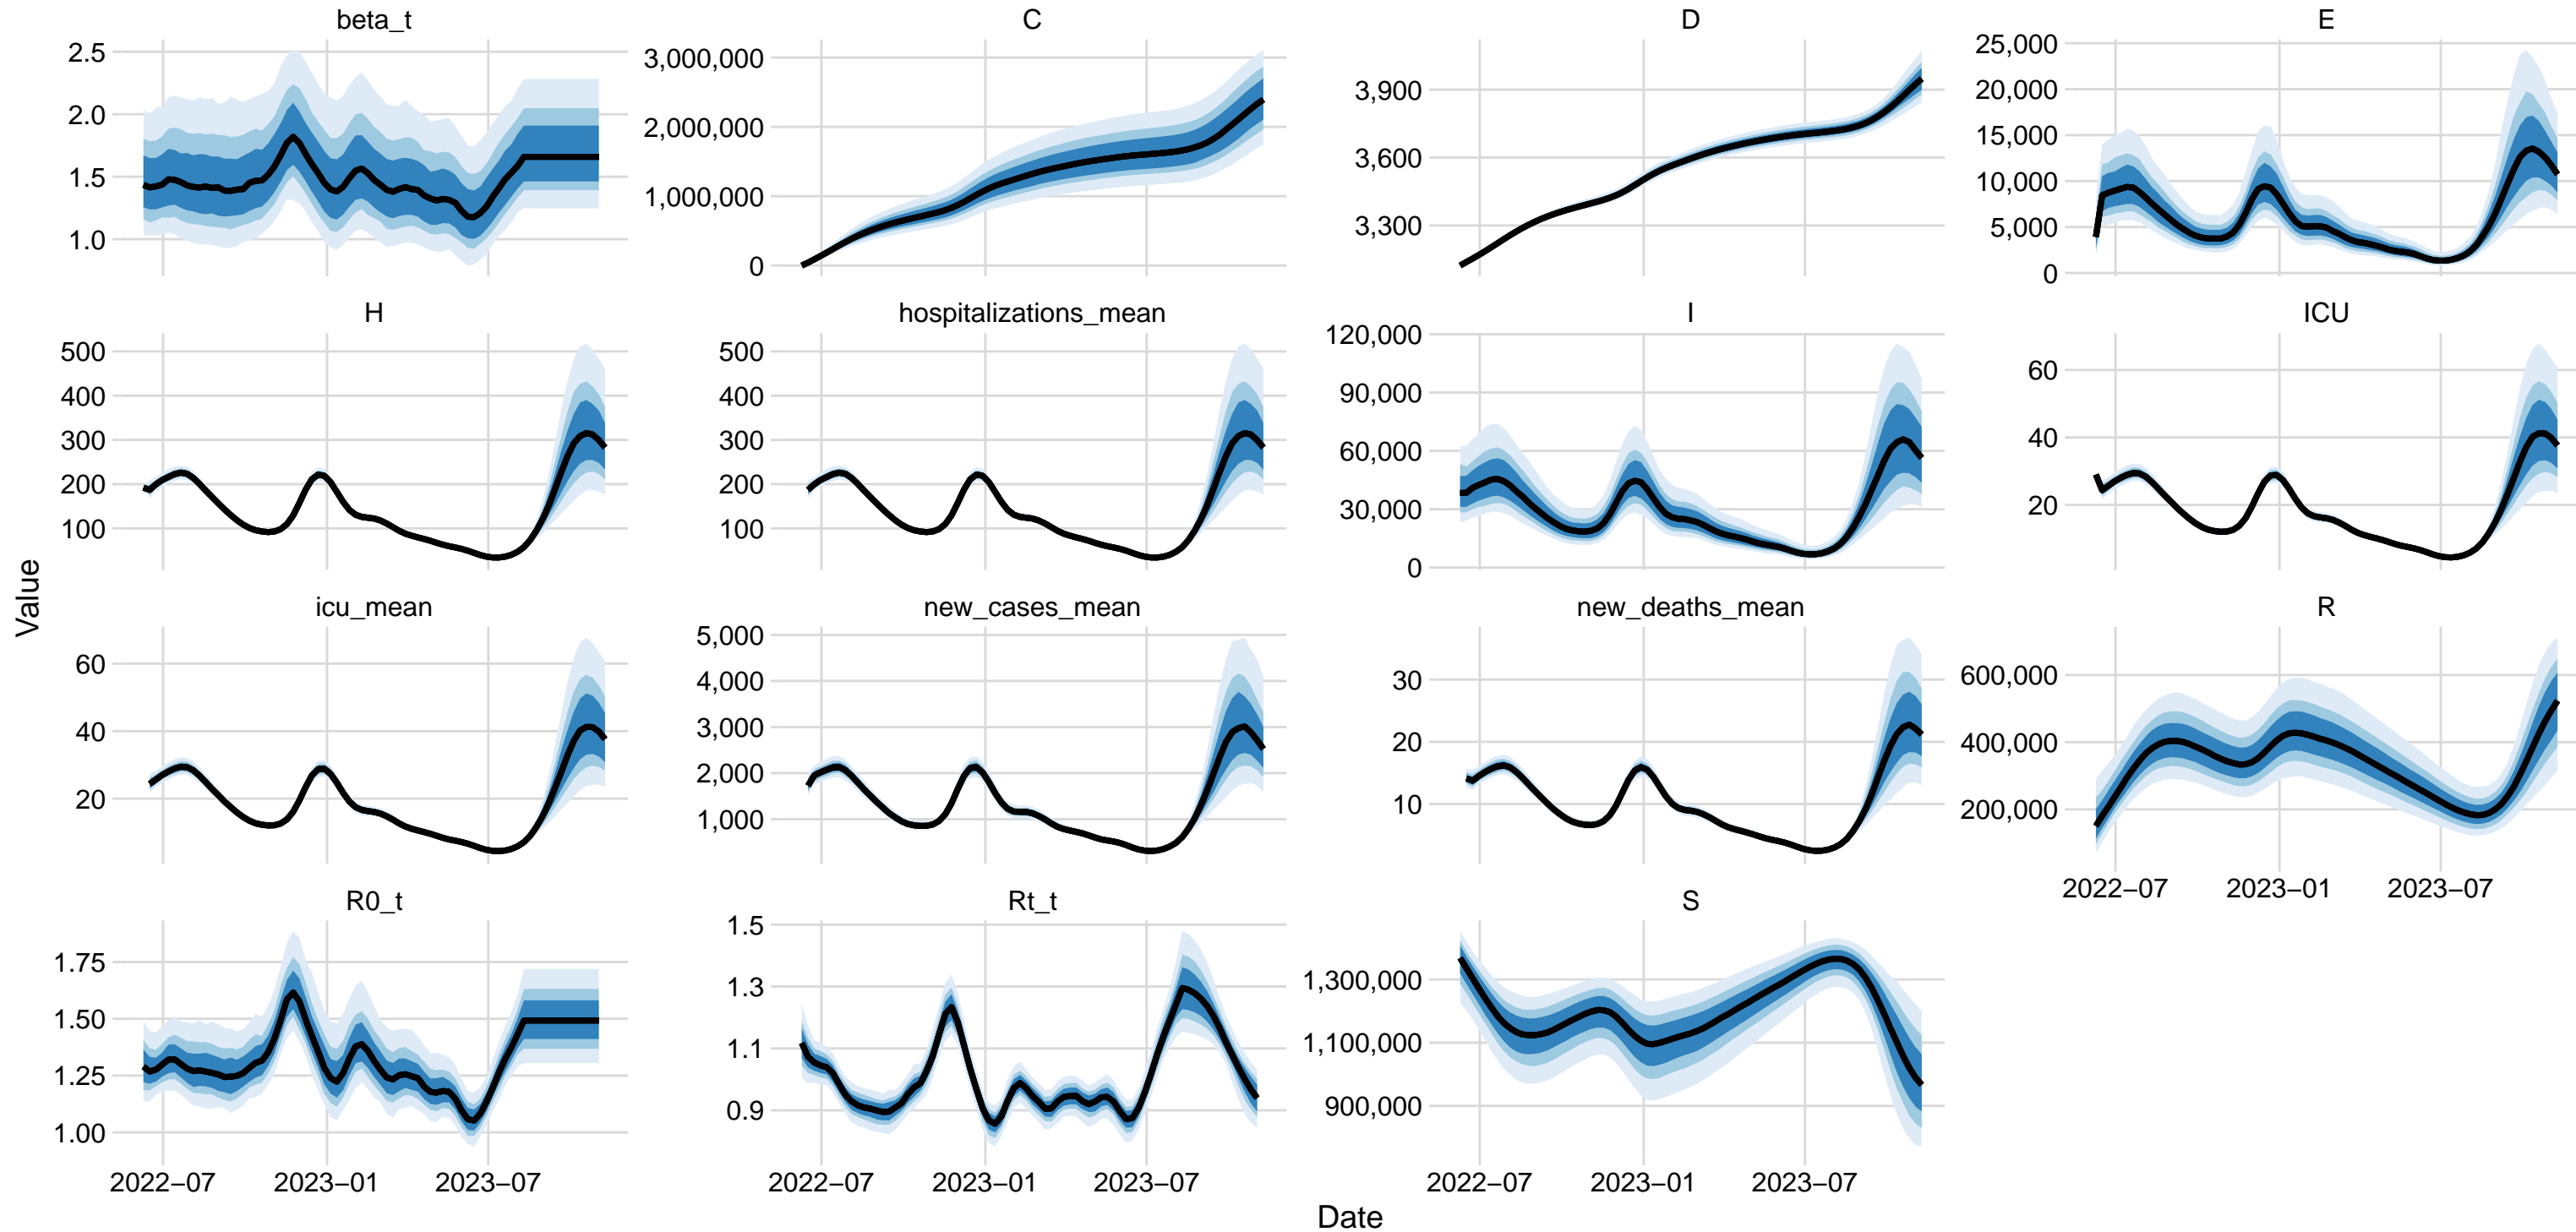 beta_t
2.5
2.0
1.5
1.0
C
3,000,000
2,000,000
1,000,000
0
D
3,900
3,600
3,300
E
25,000
20,000
15,000
10,000
5,000
0
H
500
400
300
200
100
hospitalizations_mean
500
400
300
200
100
I
120,000
90,000
60,000
30,000
0
ICU
60
40
20
Value
icu_mean
60
40
20
new_cases_mean
5,000
4,000
3,000
2,000
1,000
new_deaths_mean
30
20
10
R
600,000
400,000
200,000
2022–07 2023–01 2023–07
R0_t
1.75
1.50
1.25
1.00
2022–07 2023–01 2023–07
Rt_t
1.5
1.3
1.1
0.9
2022–07 2023–01 2023–07
S
1,300,000
1,100,000
900,000
2022–07 2023–01 2023–07
Date